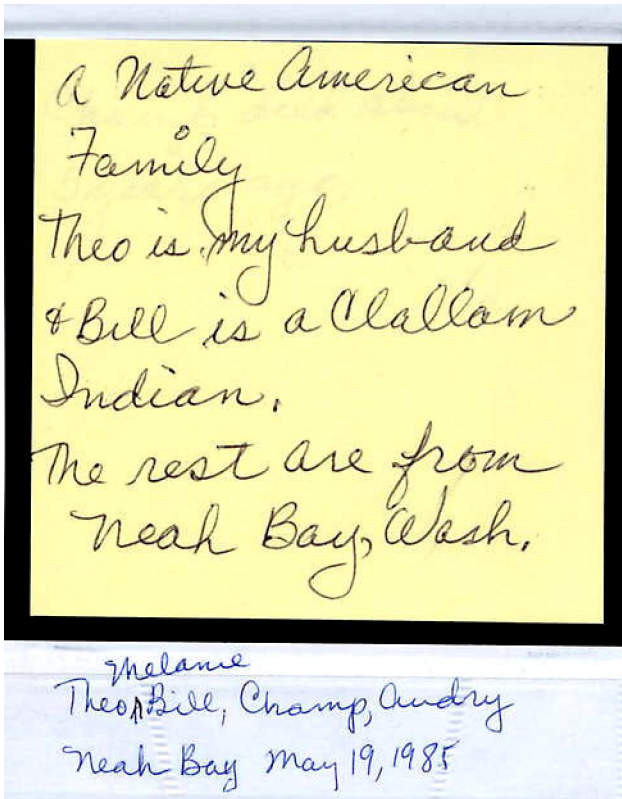 A Native American
Family
Theo is my husband
& Bill is a Clallam
Indian.
The rest are from
Neah Bay, Wash.
Melanie
Theo ^ Bill, Champ, Audry
Neah Bay May 19, 1985